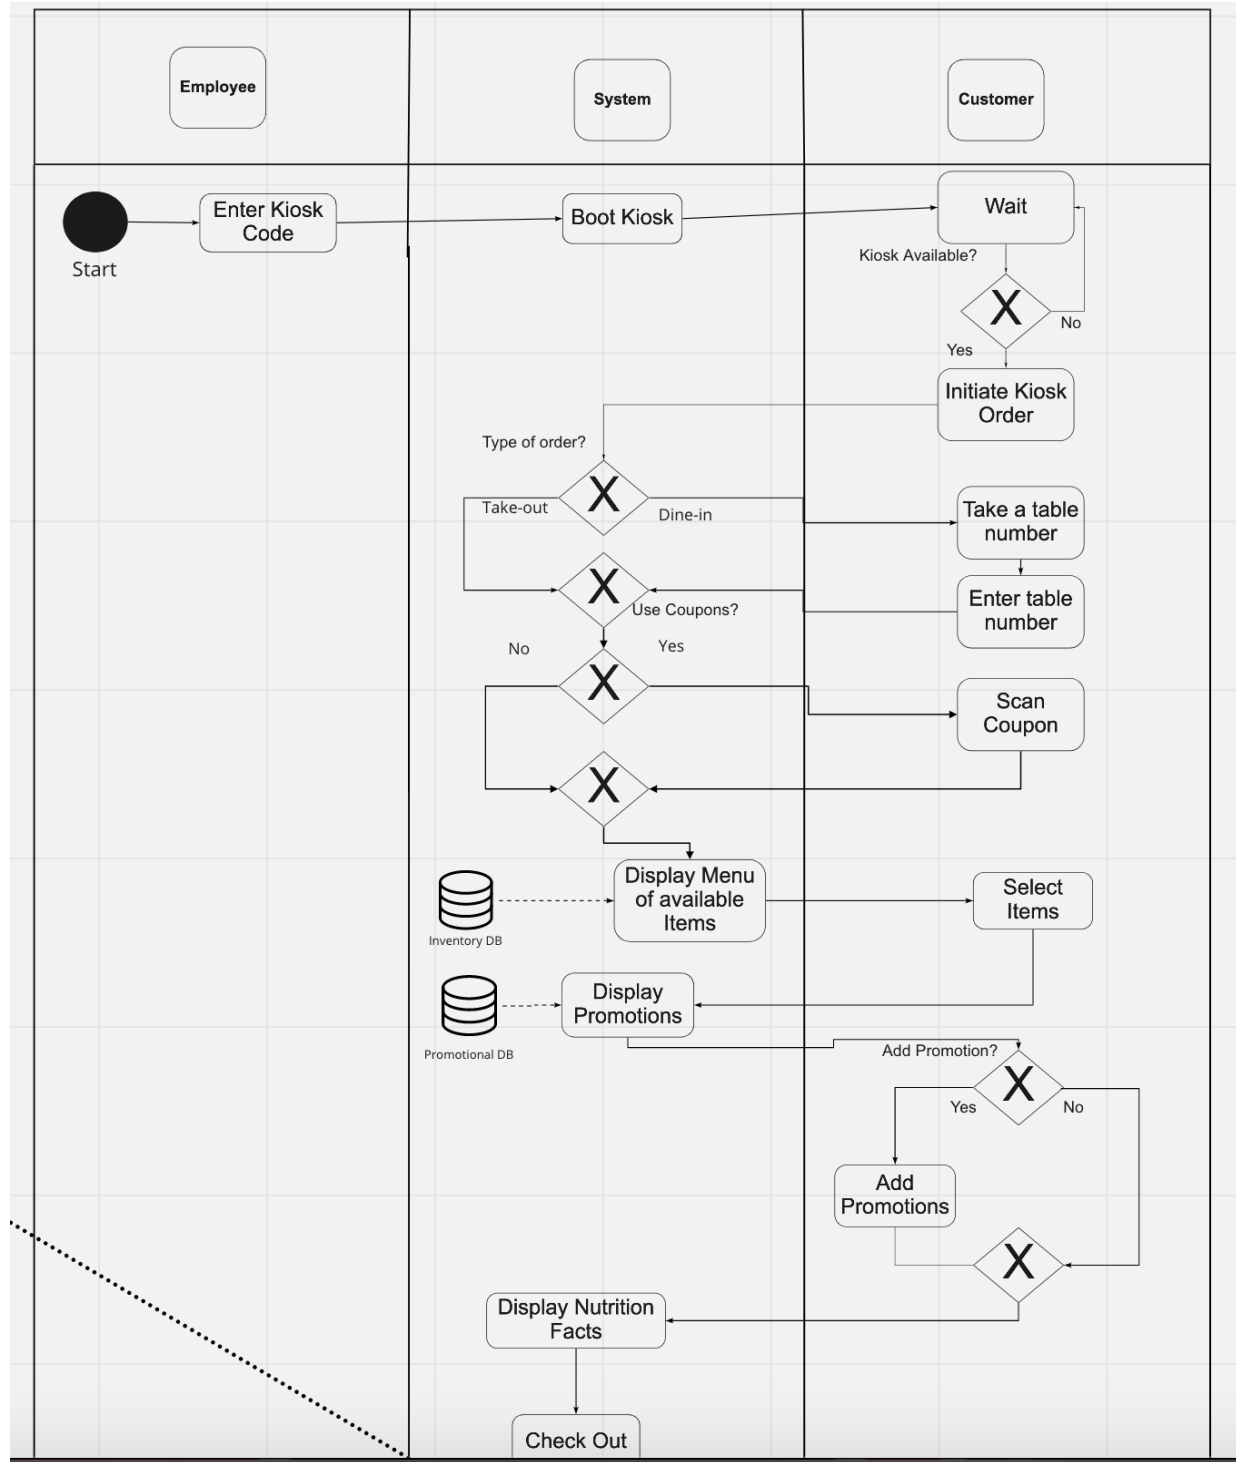 Employee
System
Customer
Start
Enter Kiosk
Code
Boot Kiosk
Wait
Kiosk Available?
X
No
Yes
Initiate Kiosk
Order
Type of order?
X
Take-out
Dine-in
Take a table
number
X
Use Coupons?
Enter table
number
No
Yes
X
Scan
Coupon
X
Display Menu
of available
Items
Inventory DB
Select
Items
Display
Promotions
Promotional DB
Add Promotion?
X
Yes
No
Add
Promotions
X
Display Nutrition
Facts
Check Out